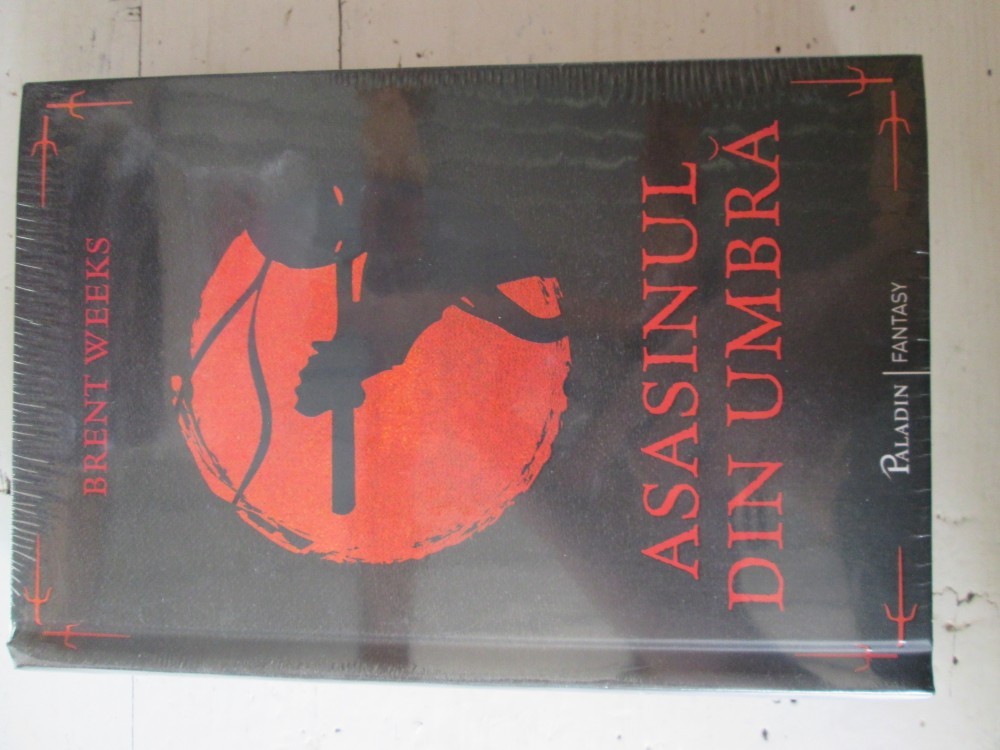 BRENT WEEKS
ASASINUL
DIN UMBRĂ
PALADIN | FANTASY